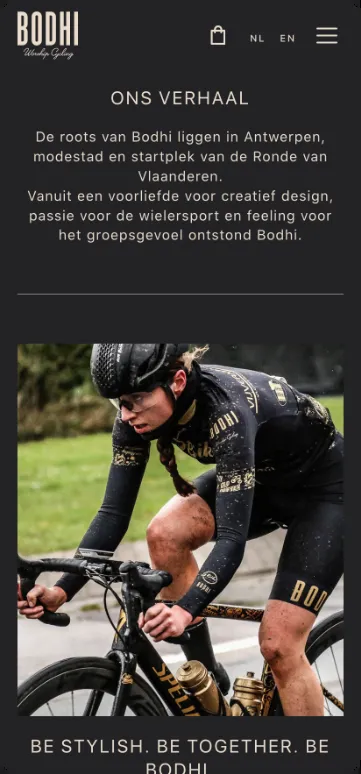 BODHI
Worship Cycling
NL EN
ONS VERHAAL
De roots van Bodhi liggen in Antwerpen,
modestad en startplek van de Ronde van
Vlaanderen.
Vanuit een voorliefde voor creatief design,
passie voor de wielersport en feeling voor
het groepsgevoel ontstond Bodhi.
BODHI
BOD
SPECI
BE STYLISH. BE TOGETHER. BE
BODHI